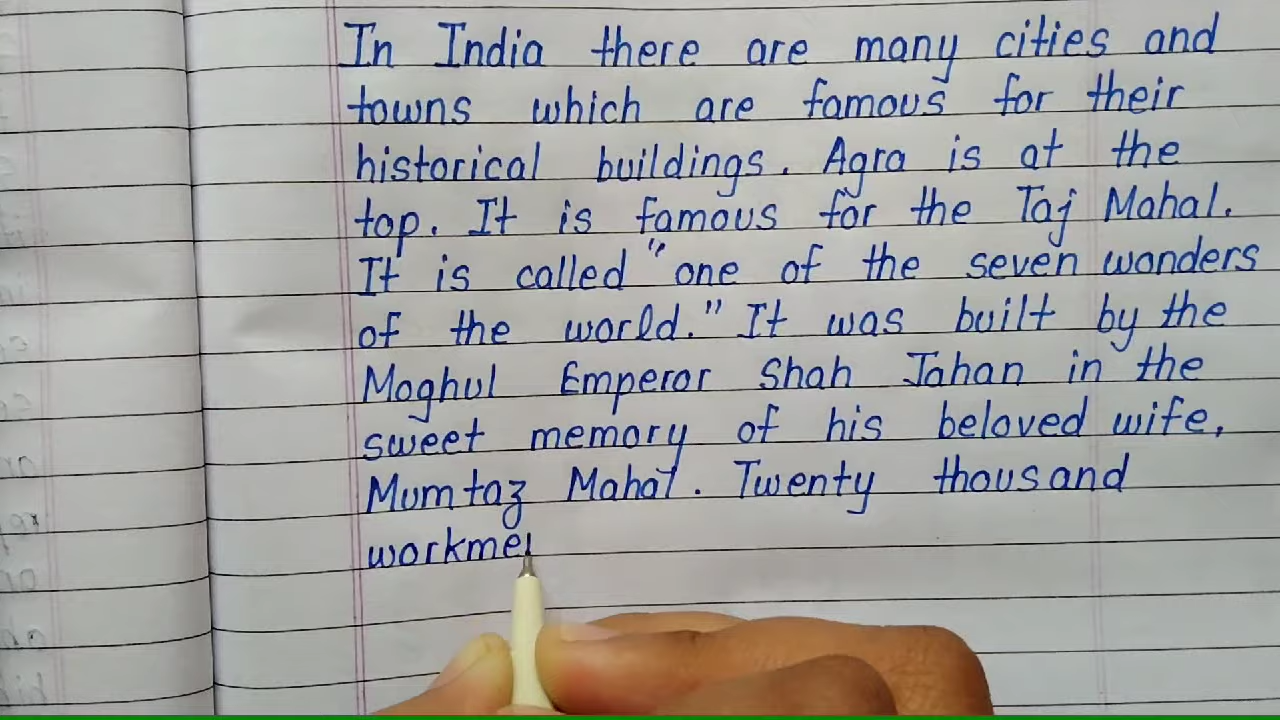 In India there are many cities and
towns which are famous for their
historical buildings. Agra is at the
top. It is famous for the Taj Mahal.
It is called "one of the seven wonders
of the world." It was built by the
Moghul Emperor Shah Jahan in the
sweet memory of his beloved wife,
Mumtaz Mahal. Twenty thousand